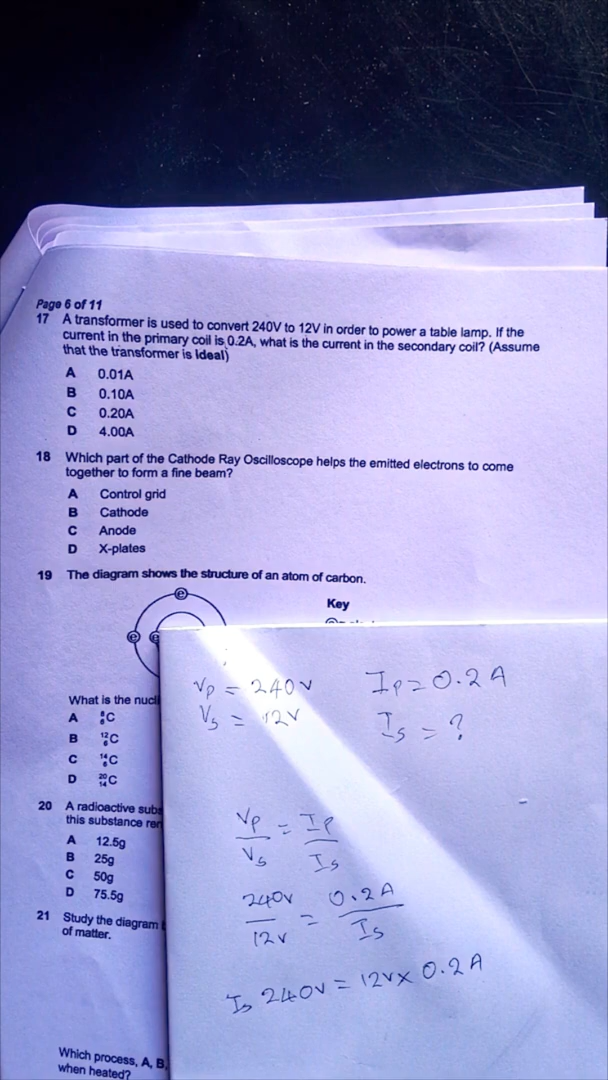 Page 6 of 11
17 A transformer is used to convert 240V to 12V in order to power a table lamp. If the
current in the primary coil is 0.2A, what is the current in the secondary coil? (Assume
that the transformer is ideal)
A 0.01A
B 0.10A
C 0.20A
D 4.00A
18 Which part of the Cathode Ray Oscilloscope helps the emitted electrons to come
together to form a fine beam?
A Control grid
B Cathode
C Anode
D X-plates
19 The diagram shows the structure of an atom of carbon.
Key
e
e e
What is the nucl
A ⁸₆C
B ¹²₆C
C ¹⁴₆C
D ²⁰₁₄C
20 A radioactive subs
this substance rem
A 12.5g
B 25g
C 50g
D 75.5g
21 Study the diagram
of matter.
Which process, A, B,
when heated?
Vp = 240V Ip = 0.2A
Vs = 12V Is = ?
Vp/Vs = Ip/Is
240V/12V = 0.2A/Is
Is 240V = 12V x 0.2A